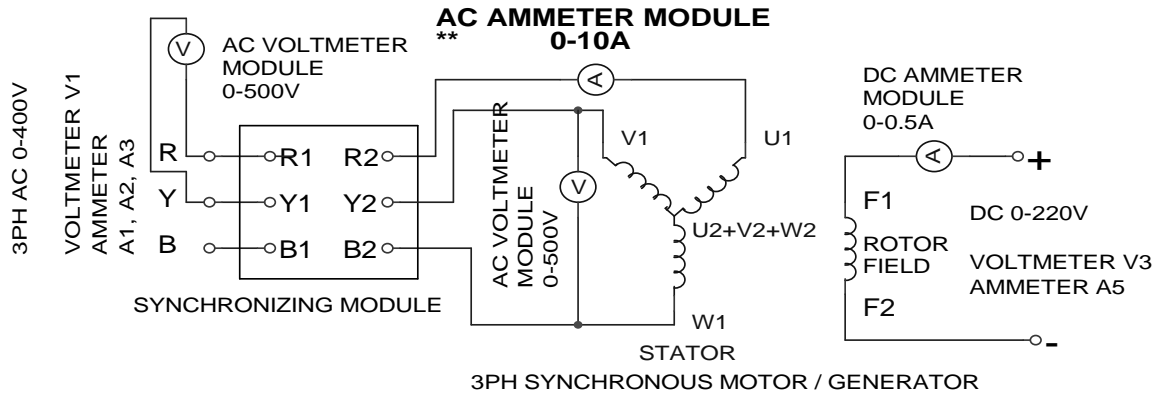 AC AMMETER MODULE
** 0-10A
V
AC VOLTMETER
MODULE
0-500V
3PH AC 0-400V
VOLTMETER V1
AMMETER
A1, A2, A3
R
Y
B
R1 R2
Y1 Y2
B1 B2
SYNCHRONIZING MODULE
A
AC VOLTMETER
MODULE
0-500V
V
V1
U1
U2+V2+W2
W1
STATOR
3PH SYNCHRONOUS MOTOR / GENERATOR
DC AMMETER
MODULE
0-0.5A
A
+
F1
ROTOR
FIELD
F2
DC 0-220V
VOLTMETER V3
AMMETER A5
-